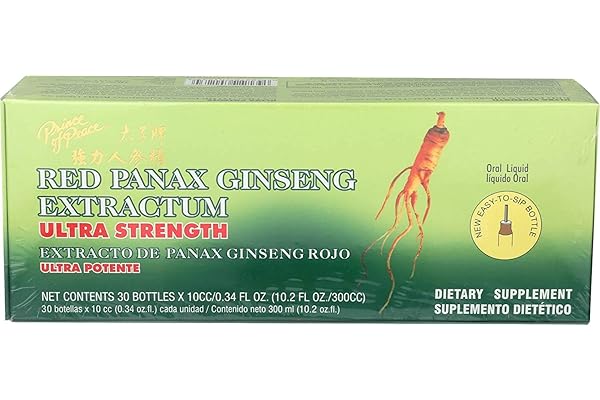 Prince of Peace
太子牌
強力人參精
RED PANAX GINSENG
EXTRACTUM
ULTRA STRENGTH
EXTRACTO DE PANAX GINSENG ROJO
ULTRA POTENTE
NET CONTENTS 30 BOTTLES X 10CC/0.34 FL OZ. (10.2 FL OZ./300CC)
30 botellas x 10 cc (0.34 oz.fl.) cada unidad / Contenido neto 300 ml (10.2 oz.fl.)
Oral Liquid
líquido Oral
NEW EASY-TO-SIP BOTTLE
DIETARY SUPPLEMENT
SUPLEMENTO DIETÉTICO